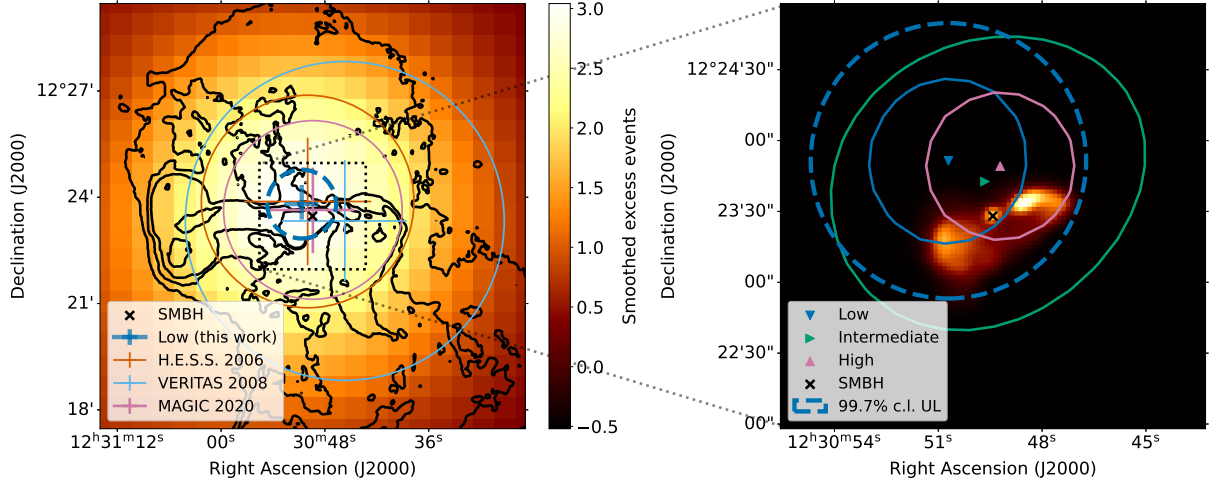 12°27'
24'
21'
18'
12ʰ31ᵐ12ˢ
00ˢ
30ᵐ48ˢ
36ˢ
Right Ascension (J2000)
Declination (J2000)
SMBH
Low (this work)
H.E.S.S. 2006
VERITAS 2008
MAGIC 2020
3.0
2.5
2.0
1.5
1.0
0.5
0.0
−0.5
Smoothed excess events
12°24'30"
00"
23'30"
00"
22'30"
00"
12ʰ30ᵐ54ˢ
51ˢ
48ˢ
45ˢ
Right Ascension (J2000)
Declination (J2000)
Low
Intermediate
High
SMBH
99.7% c.l. UL